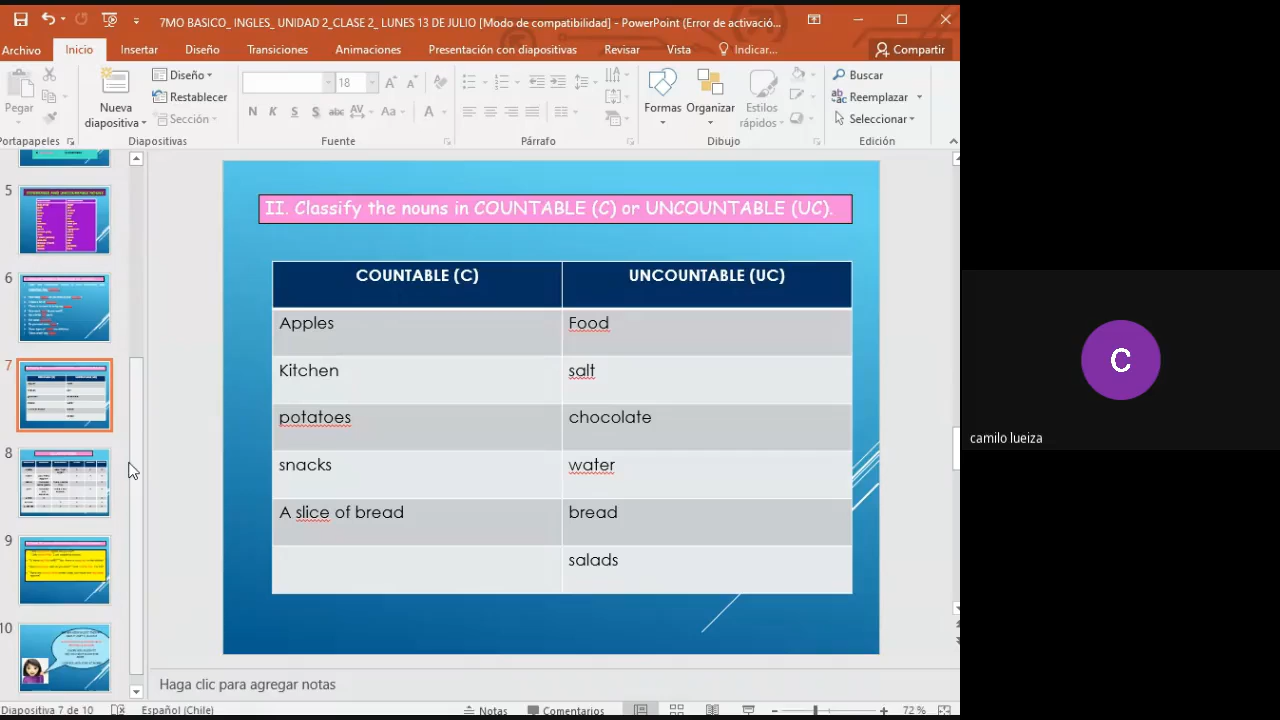 7MO BASICO_ INGLES_ UNIDAD 2_CLASE 2_ LUNES 13 DE JULIO [Modo de compatibilidad] - PowerPoint (Error de activació...
Archivo Inicio Insertar Diseño Transiciones Animaciones Presentación con diapositivas Revisar Vista Indicar... Compartir
Pegar
Nueva
diapositiva
Diseño
Restablecer
Sección
18
N K S S abc AV Aa A
Formas
Organizar
Estilos
rápidos
Buscar
Reemplazar
Seleccionar
Portapapeles Diapositivas Fuente Párrafo Dibujo Edición
5
6
7
8
9
10
II. Classify the nouns in COUNTABLE (C) or UNCOUNTABLE (UC).
COUNTABLE (C) UNCOUNTABLE (UC)
Apples Food
Kitchen salt
potatoes chocolate
snacks water
A slice of bread bread
salads
Haga clic para agregar notas
Diapositiva 7 de 10 Español (Chile) Notas Comentarios 72 %
C
camilo lueiza